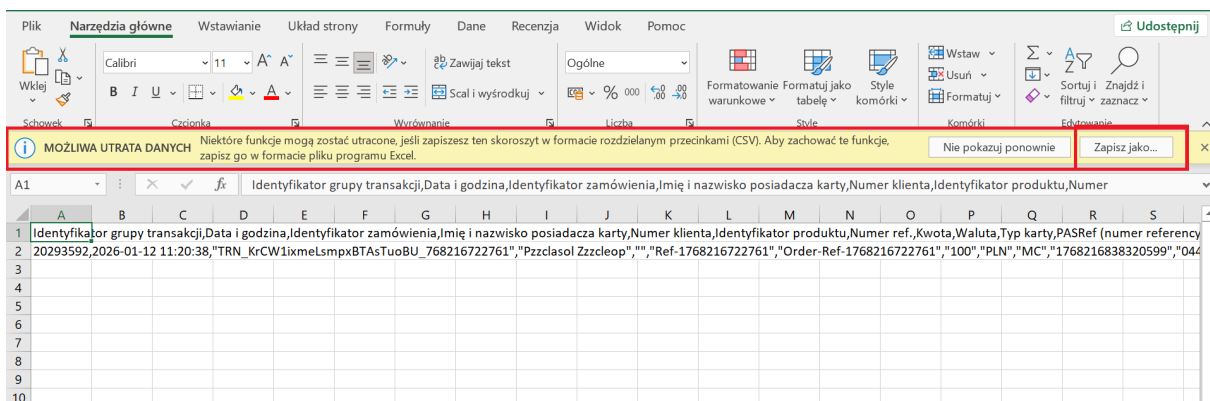 Plik Narzędzia główne Wstawianie Układ strony Formuły Dane Recenzja Widok Pomoc Udostępnij
Wklej
Calibri 11 A A
B I U A
ab Zawijaj tekst
Scal i wyśrodkuj
Ogólne
% 000
Formatowanie warunkowe
Formatuj jako tabelę
Style komórki
Wstaw
Usuń
Formatuj
Sortuj i filtruj
Znajdź i zaznacz
Schowek Czcionka Wyrównanie Liczba Style Komórki Edytowanie
MOŻLIWA UTRATA DANYCH Niektóre funkcje mogą zostać utracone, jeśli zapiszesz ten skoroszyt w formacie rozdzielanym przecinkami (CSV). Aby zachować te funkcje,
zapisz go w formacie pliku programu Excel.
Nie pokazuj ponownie Zapisz jako...
A1 fx Identyfikator grupy transakcji,Data i godzina,Identyfikator zamówienia,Imię i nazwisko posiadacza karty,Numer klienta,Identyfikator produktu,Numer
A B C D E F G H I J K L M N O P Q R S
1 Identyfikator grupy transakcji,Data i godzina,Identyfikator zamówienia,Imię i nazwisko posiadacza karty,Numer klienta,Identyfikator produktu,Numer ref.,Kwota,Waluta,Typ karty,PASRef (numer referency
2 20293592,2026-01-12 11:20:38,"TRN_KrCW1ixmeLsmpxBTAsTuoBU_768216722761","Pzzclasol Zzzcleop","","Ref-1768216722761","Order-Ref-1768216722761","100","PLN","MC","1768216838320599","044
3
4
5
6
7
8
9
10